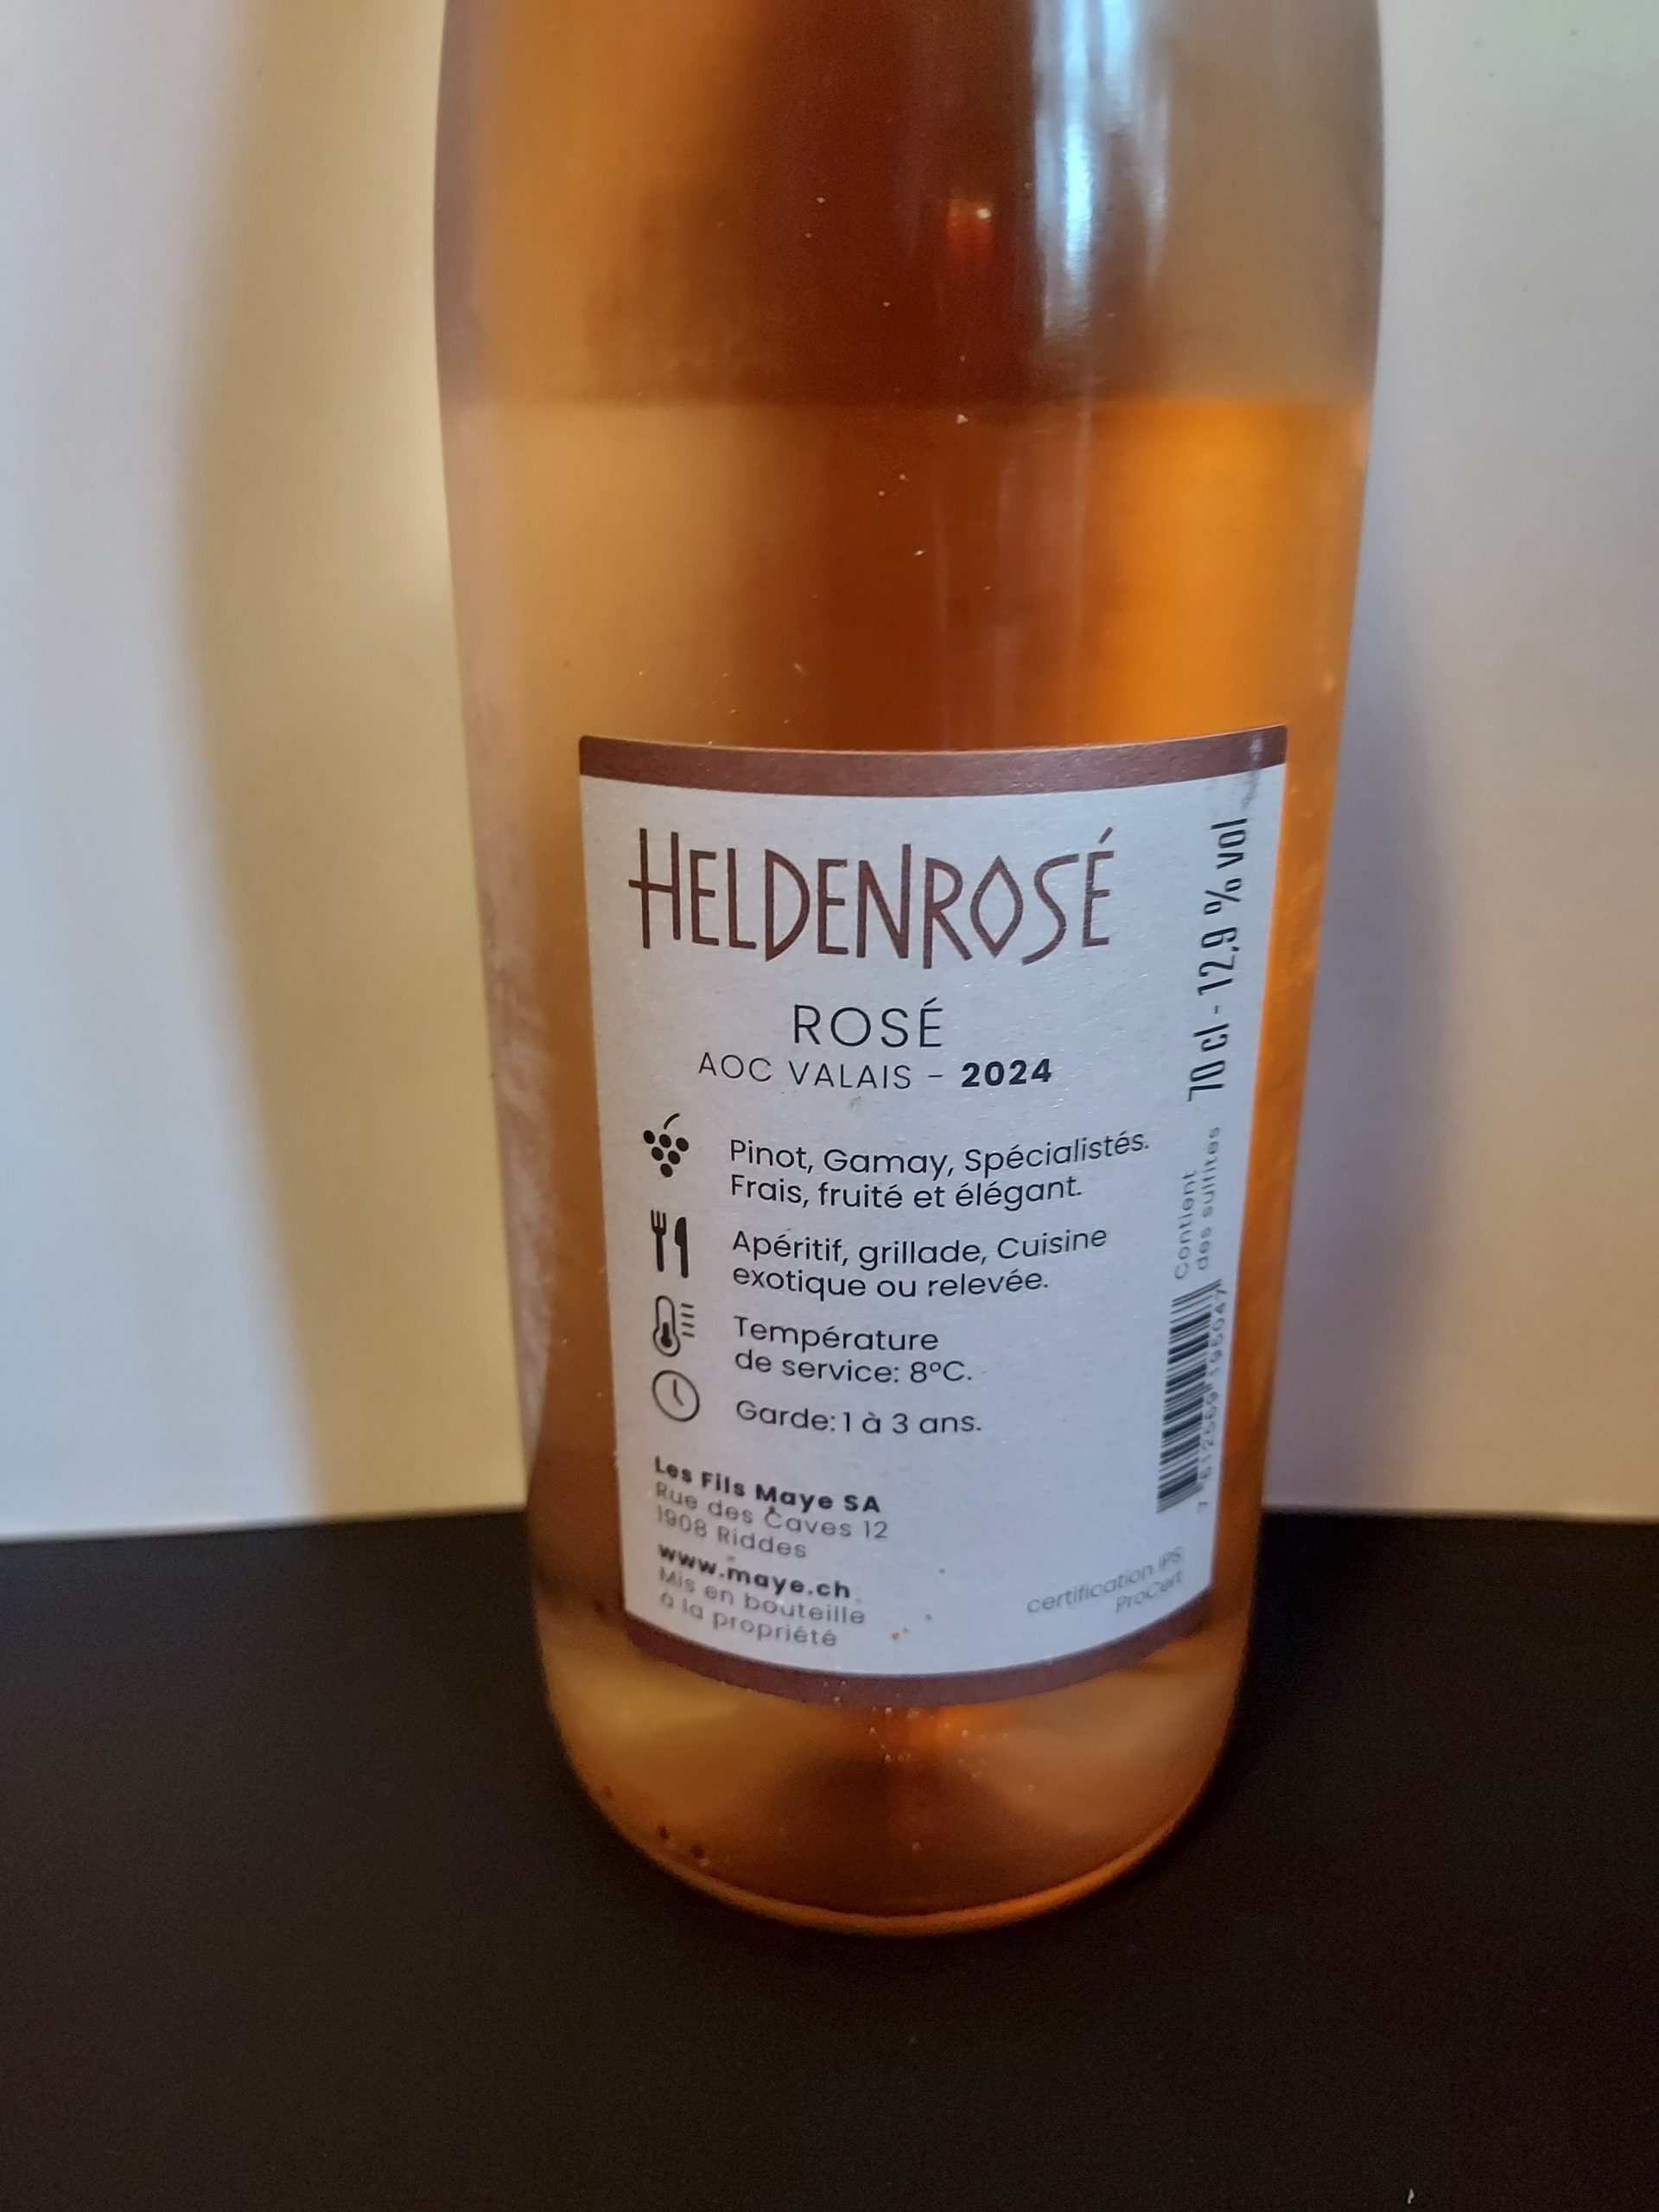 HELDENROSÉ
ROSÉ
AOC VALAIS - 2024
Pinot, Gamay, Spécialistés.
Frais, fruité et élégant.
Apéritif, grillade, Cuisine
exotique ou relevée.
Température
de service: 8°C.
Garde: 1 à 3 ans.
Les Fils Maye SA
Rue des Caves 12
1908 Riddes
www.maye.ch
Mis en bouteille
à la propriété
70 cl - 12,9 % vol
Contient
des sulfites
certification IPS
ProCert